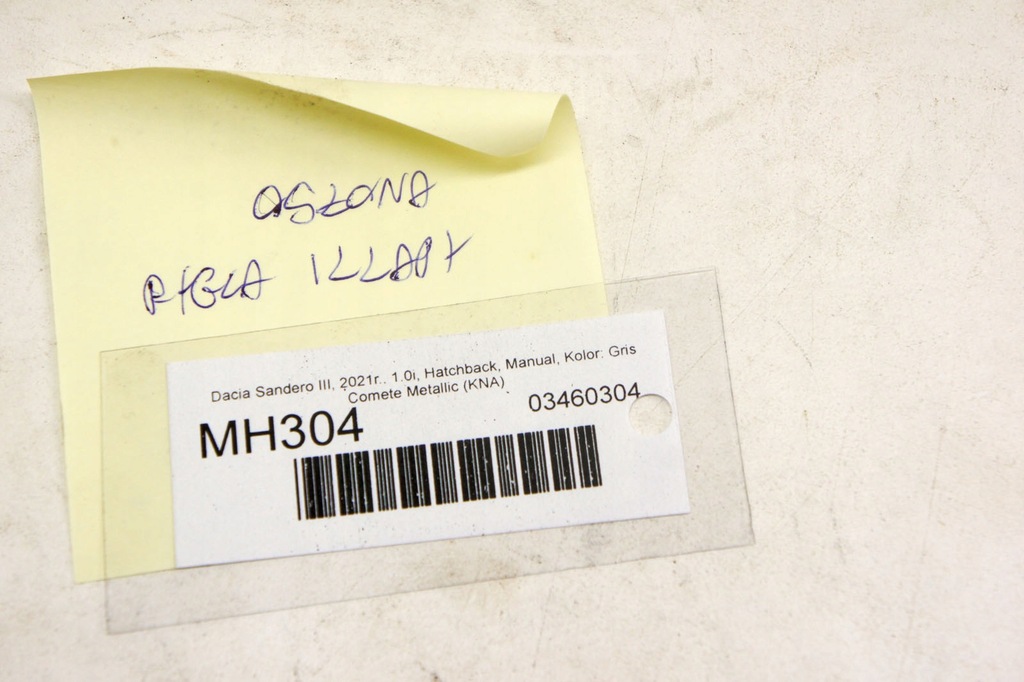 OSŁONA
Dacia Sandero III, 2021r.. 1.0i, Hatchback, Manual, Kolor: Gris
Comete Metallic (KNA)
MH304
03460304